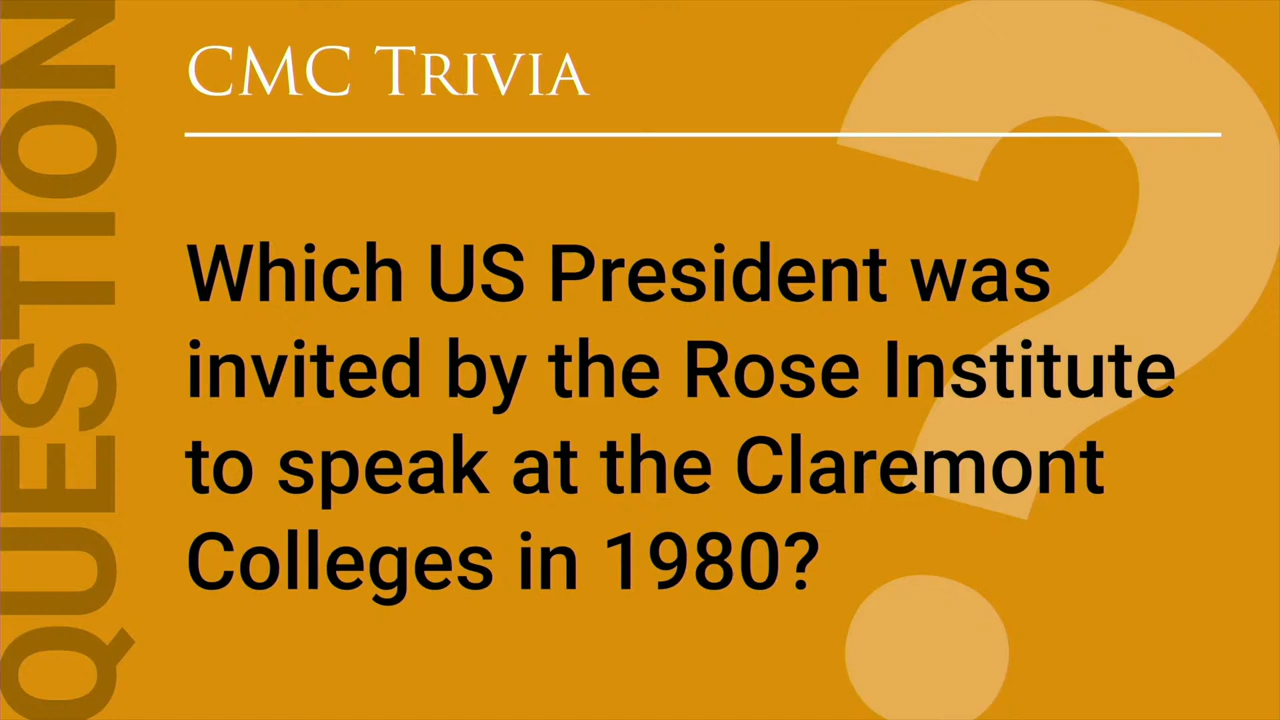 QUESTION
CMC TRIVIA
Which US President was
invited by the Rose Institute
to speak at the Claremont
Colleges in 1980?
?